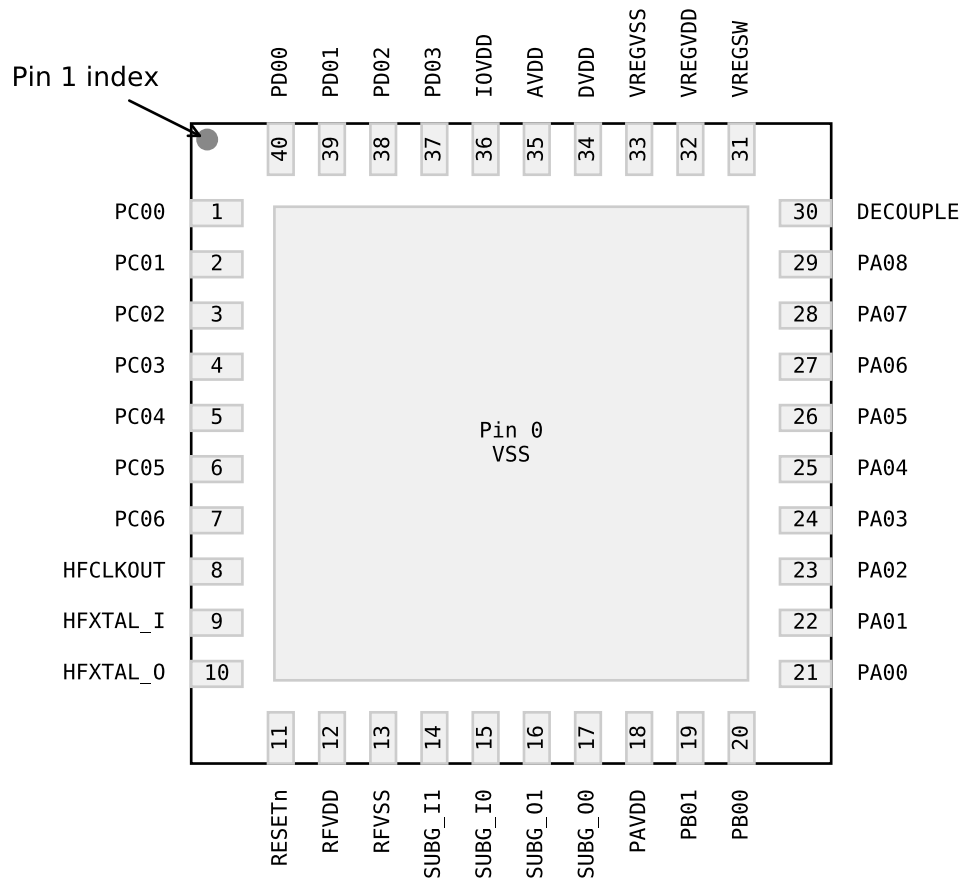 Pin 1 index
PD00
PD01
PD02
PD03
IOVDD
AVDD
DVDD
VREGVSS
VREGVDD
VREGSW
40
39
38
37
36
35
34
33
32
31
PC00 1
30 DECOUPLE
PC01 2
29 PA08
PC02 3
28 PA07
PC03 4
27 PA06
PC04 5
26 PA05
Pin 0
VSS
PC05 6
25 PA04
PC06 7
24 PA03
HFCLKOUT 8
23 PA02
HFXTAL_I 9
22 PA01
HFXTAL_O 10
21 PA00
11
12
13
14
15
16
17
18
19
20
RESETn
RFVDD
RFVSS
SUBG_I1
SUBG_I0
SUBG_O1
SUBG_O0
PAVDD
PB01
PB00